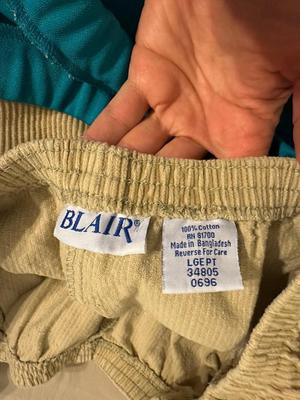 BLAIR®
100% Cotton
RN 81700
Made in Bangladesh
Reverse For Care
LGEPT
34805
0696